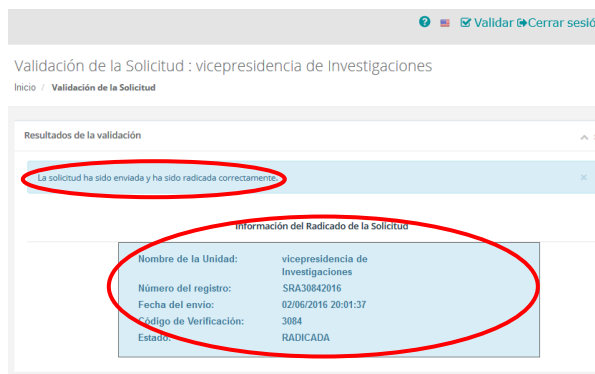 Validar Cerrar sesió
Validación de la Solicitud : vicepresidencia de Investigaciones
Inicio / Validación de la Solicitud
Resultados de la validación
La solicitud ha sido enviada y ha sido radicada correctamente.
Información del Radicado de la Solicitud
Nombre de la Unidad: vicepresidencia de
Investigaciones
Número del registro: SRA30842016
Fecha del envío: 02/06/2016 20:01:37
Código de Verificación: 3084
Estado: RADICADA